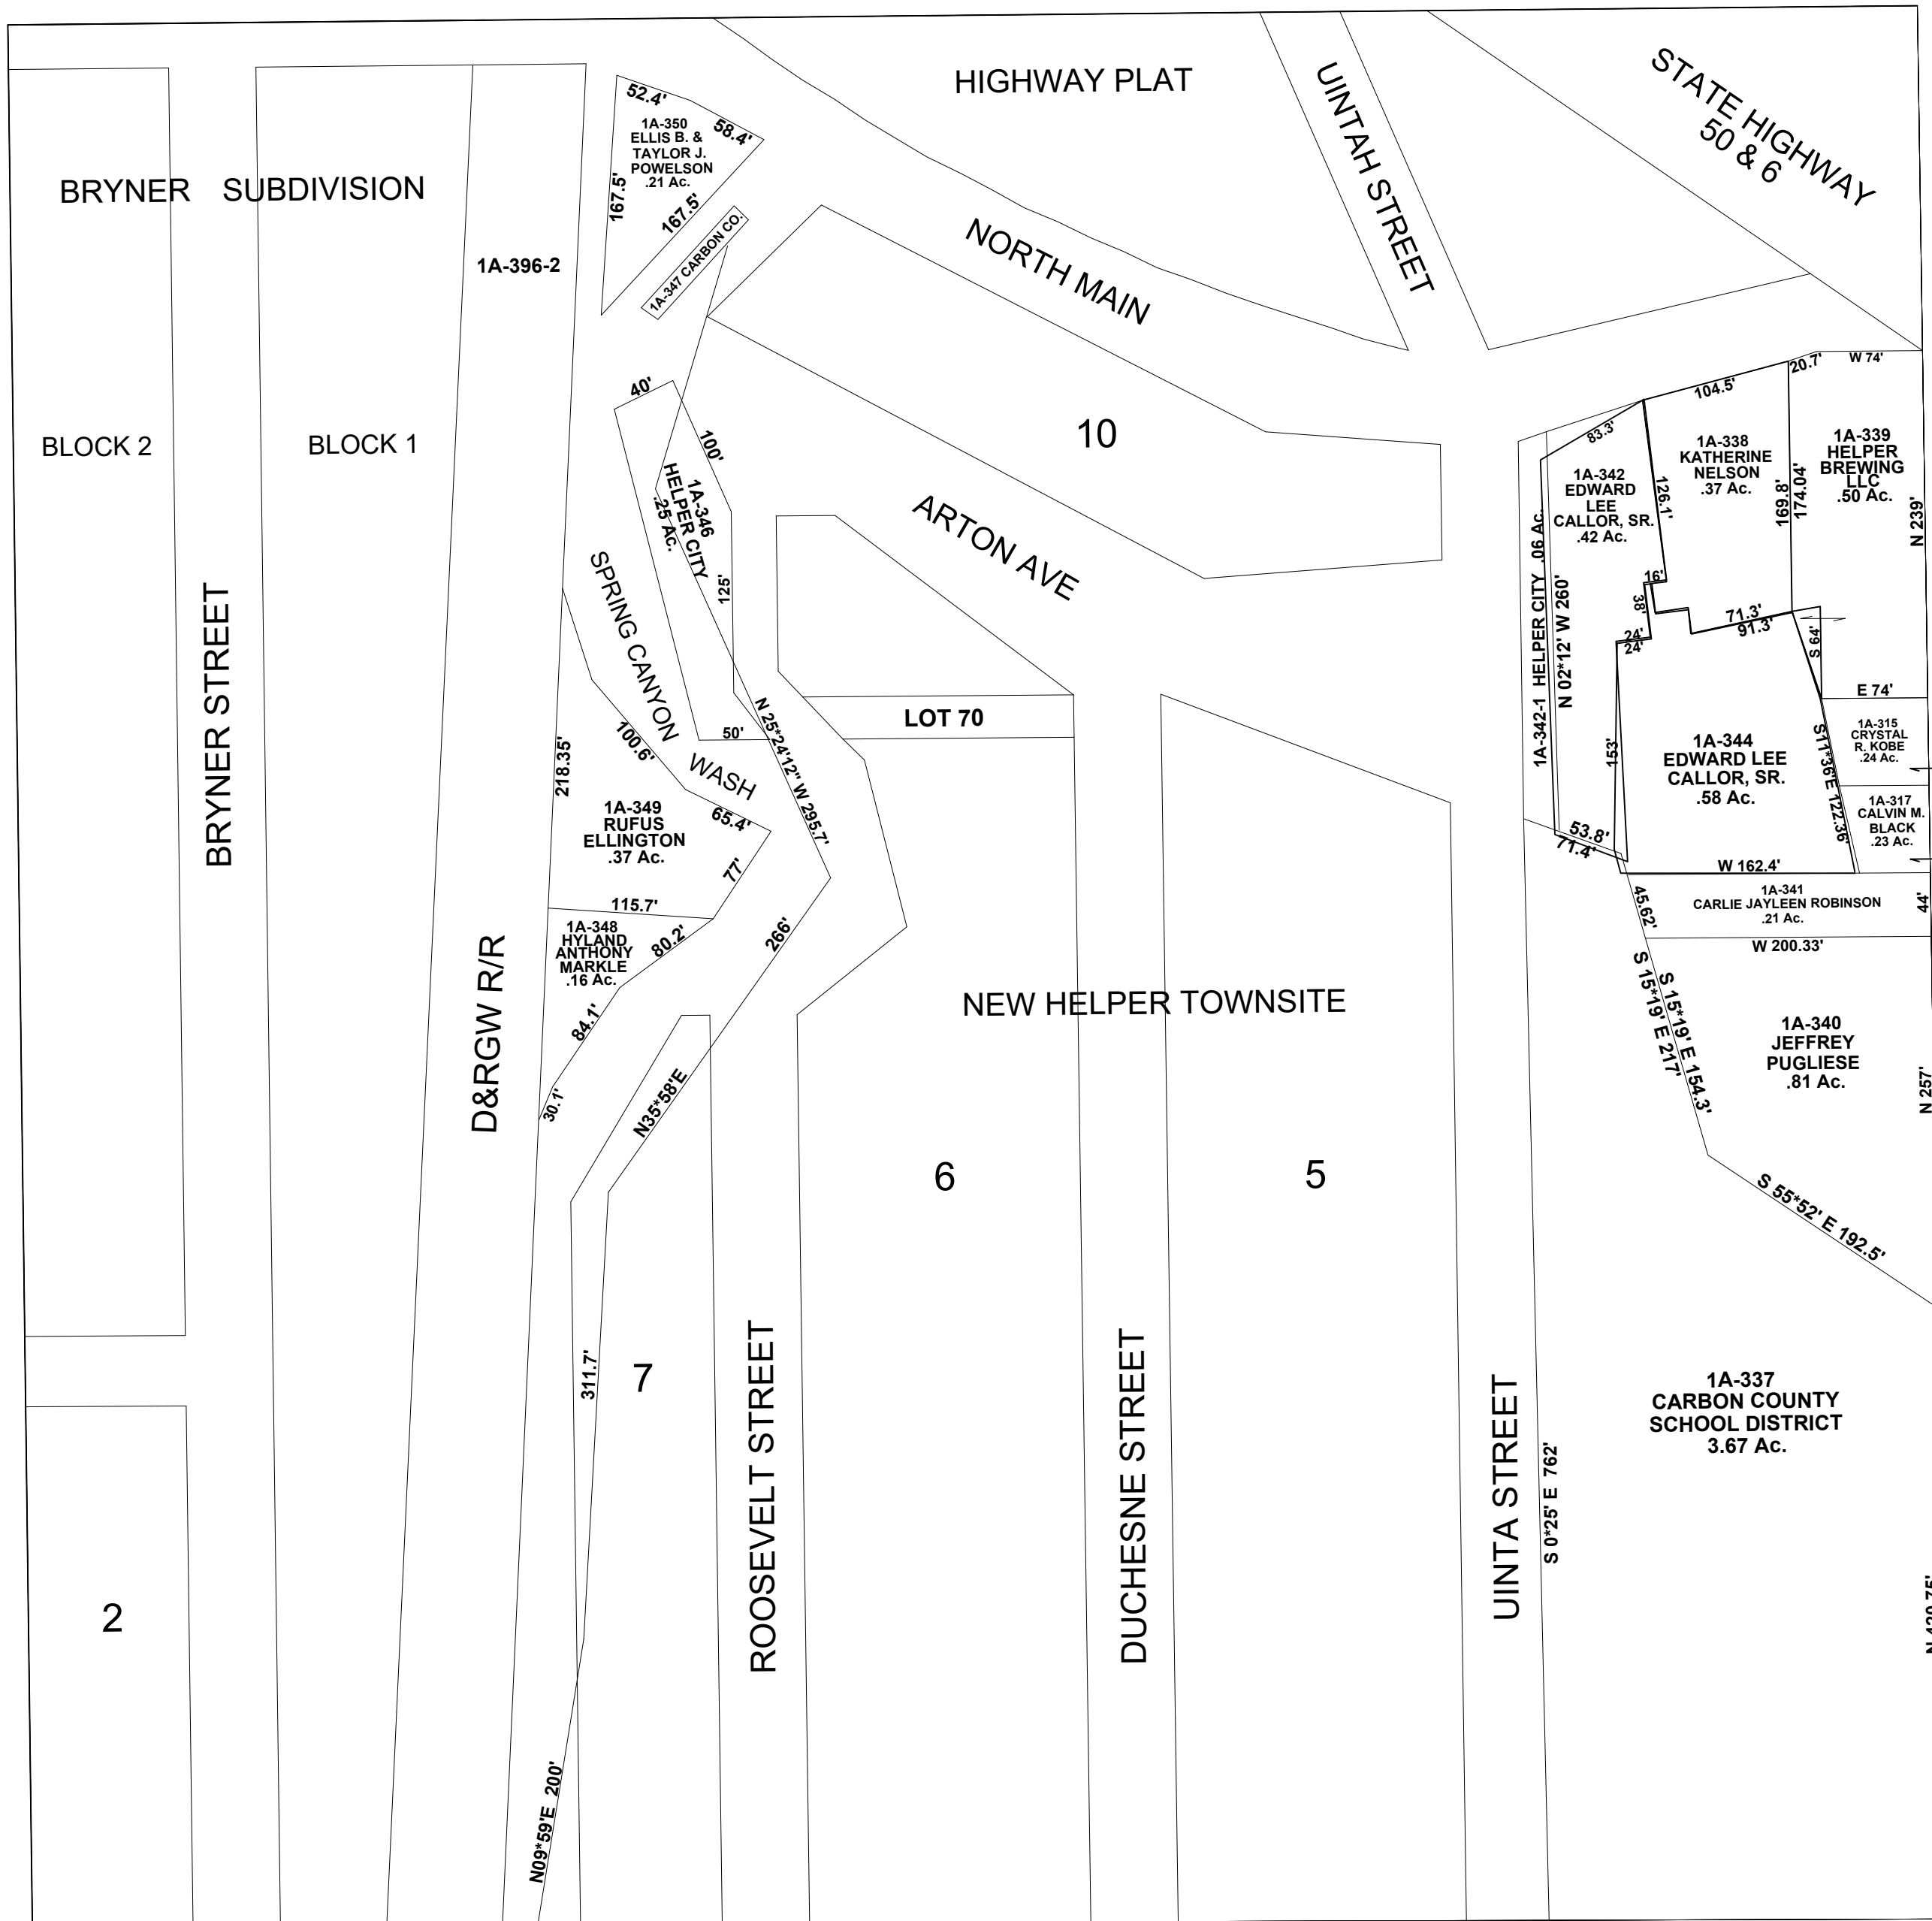 HIGHWAY PLAT
UINTAH STREET
STATE HIGHWAY
50 & 6
BRYNER SUBDIVISION
52.4'
58.4'
1A-350
ELLIS B. &
TAYLOR J.
POWELSON
.21 Ac.
167.5'
167.5'
1A-347 CARBON CO.
1A-396-2
NORTH MAIN
BLOCK 2
BLOCK 1
10
ARTON AVE
40'
100'
1A-346
HELPER CITY
.25 Ac.
125'
50'
N 25*24'12" W 295.7'
SPRING CANYON
WASH
LOT 70
BRYNER STREET
218.35'
100.6'
65.4'
1A-349
RUFUS
ELLINGTON
.37 Ac.
77'
115.7'
1A-348
HYLAND
ANTHONY
MARKLE
.16 Ac.
80.2'
84.1'
30.1'
266'
N35*58'E
D&RGW R/R
NEW HELPER TOWNSITE
W 74'
20.7'
104.5'
83.3'
1A-338
KATHERINE
NELSON
.37 Ac.
1A-339
HELPER
BREWING
LLC
.50 Ac.
1A-342
EDWARD
LEE
CALLOR, SR.
.42 Ac.
126.1'
169.8'
174.04'
N 239'
1A-342-1 HELPER CITY .06 Ac.
N 02*12' W 260'
16'
38'
24'
24'
71.3'
91.3'
S 64'
E 74'
1A-344
EDWARD LEE
CALLOR, SR.
.58 Ac.
153'
S11*36'E 122.36'
1A-315
CRYSTAL
R. KOBE
.24 Ac.
1A-317
CALVIN M.
BLACK
.23 Ac.
53.8'
71.4'
W 162.4'
1A-341
CARLIE JAYLEEN ROBINSON
.21 Ac.
45.62'
44'
W 200.33'
S 15*19' E 154.3'
S 15*19' E 217'
1A-340
JEFFREY
PUGLIESE
.81 Ac.
N 257'
S 55*52' E 192.5'
6
5
7
2
311.7'
N09*59'E 200'
ROOSEVELT STREET
DUCHESNE STREET
UINTA STREET
S 0*25' E 762'
1A-337
CARBON COUNTY
SCHOOL DISTRICT
3.67 Ac.